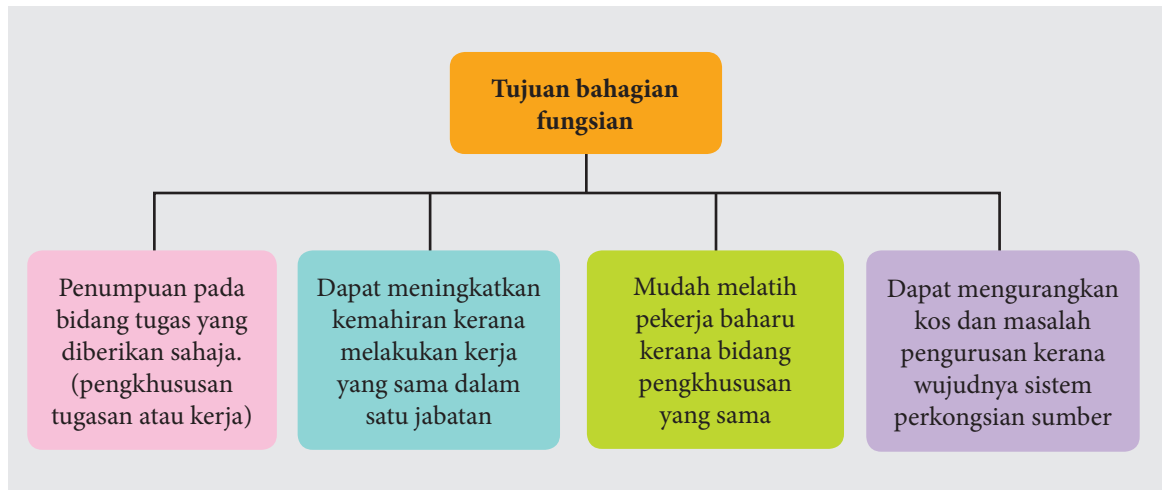 Tujuan bahagian
fungsian
Penumpuan pada
bidang tugas yang
diberikan sahaja.
(pengkhususan
tugasan atau kerja)
Dapat meningkatkan
kemahiran kerana
melakukan kerja
yang sama dalam
satu jabatan
Mudah melatih
pekerja baharu
kerana bidang
pengkhususan
yang sama
Dapat mengurangkan
kos dan masalah
pengurusan kerana
wujudnya sistem
perkongsian sumber